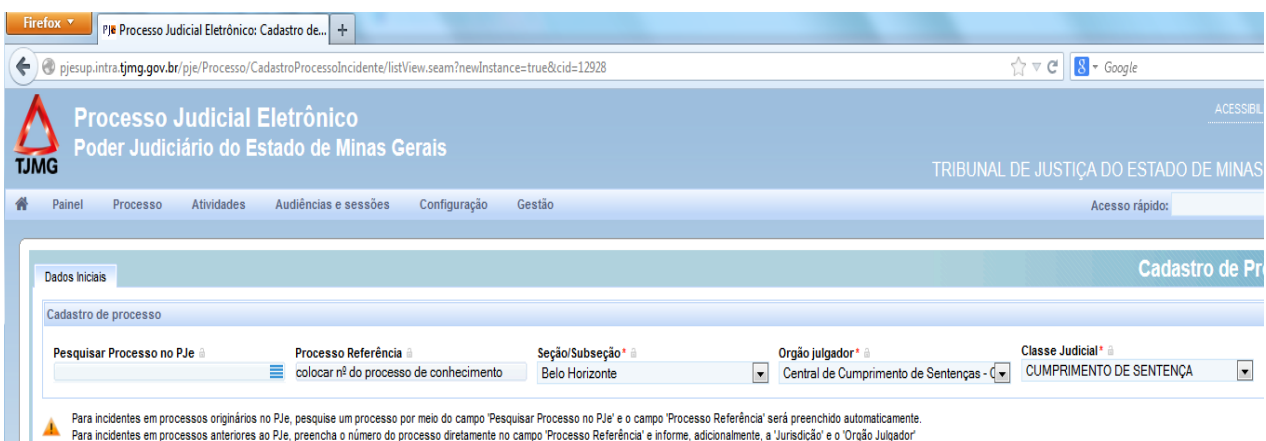 Firefox
PJe Processo Judicial Eletrônico: Cadastro de... +
pjesup.intra.tjmg.gov.br/pje/Processo/CadastroProcessoIncidente/listView.seam?newInstance=true&cid=12928
8 Google
Processo Judicial Eletrônico
ACESSIBIL
Poder Judiciário do Estado de Minas Gerais
TJMG
TRIBUNAL DE JUSTIÇA DO ESTADO DE MINAS
Painel Processo Atividades Audiências e sessões Configuração Gestão Acesso rápido:
Dados Iniciais
Cadastro de Pr
Cadastro de processo
Pesquisar Processo no PJe Processo Referência Seção/Subseção * Orgão julgador * Classe Judicial *
colocar nº do processo de conhecimento Belo Horizonte Central de Cumprimento de Sentenças - CUMPRIMENTO DE SENTENÇA
Para incidentes em processos originários no PJe, pesquise um processo por meio do campo 'Pesquisar Processo no PJe' e o campo 'Processo Referência' será preenchido automaticamente.
Para incidentes em processos anteriores ao PJe, preencha o número do processo diretamente no campo 'Processo Referência' e informe, adicionalmente, a 'Jurisdição' e o 'Orgão Julgador'